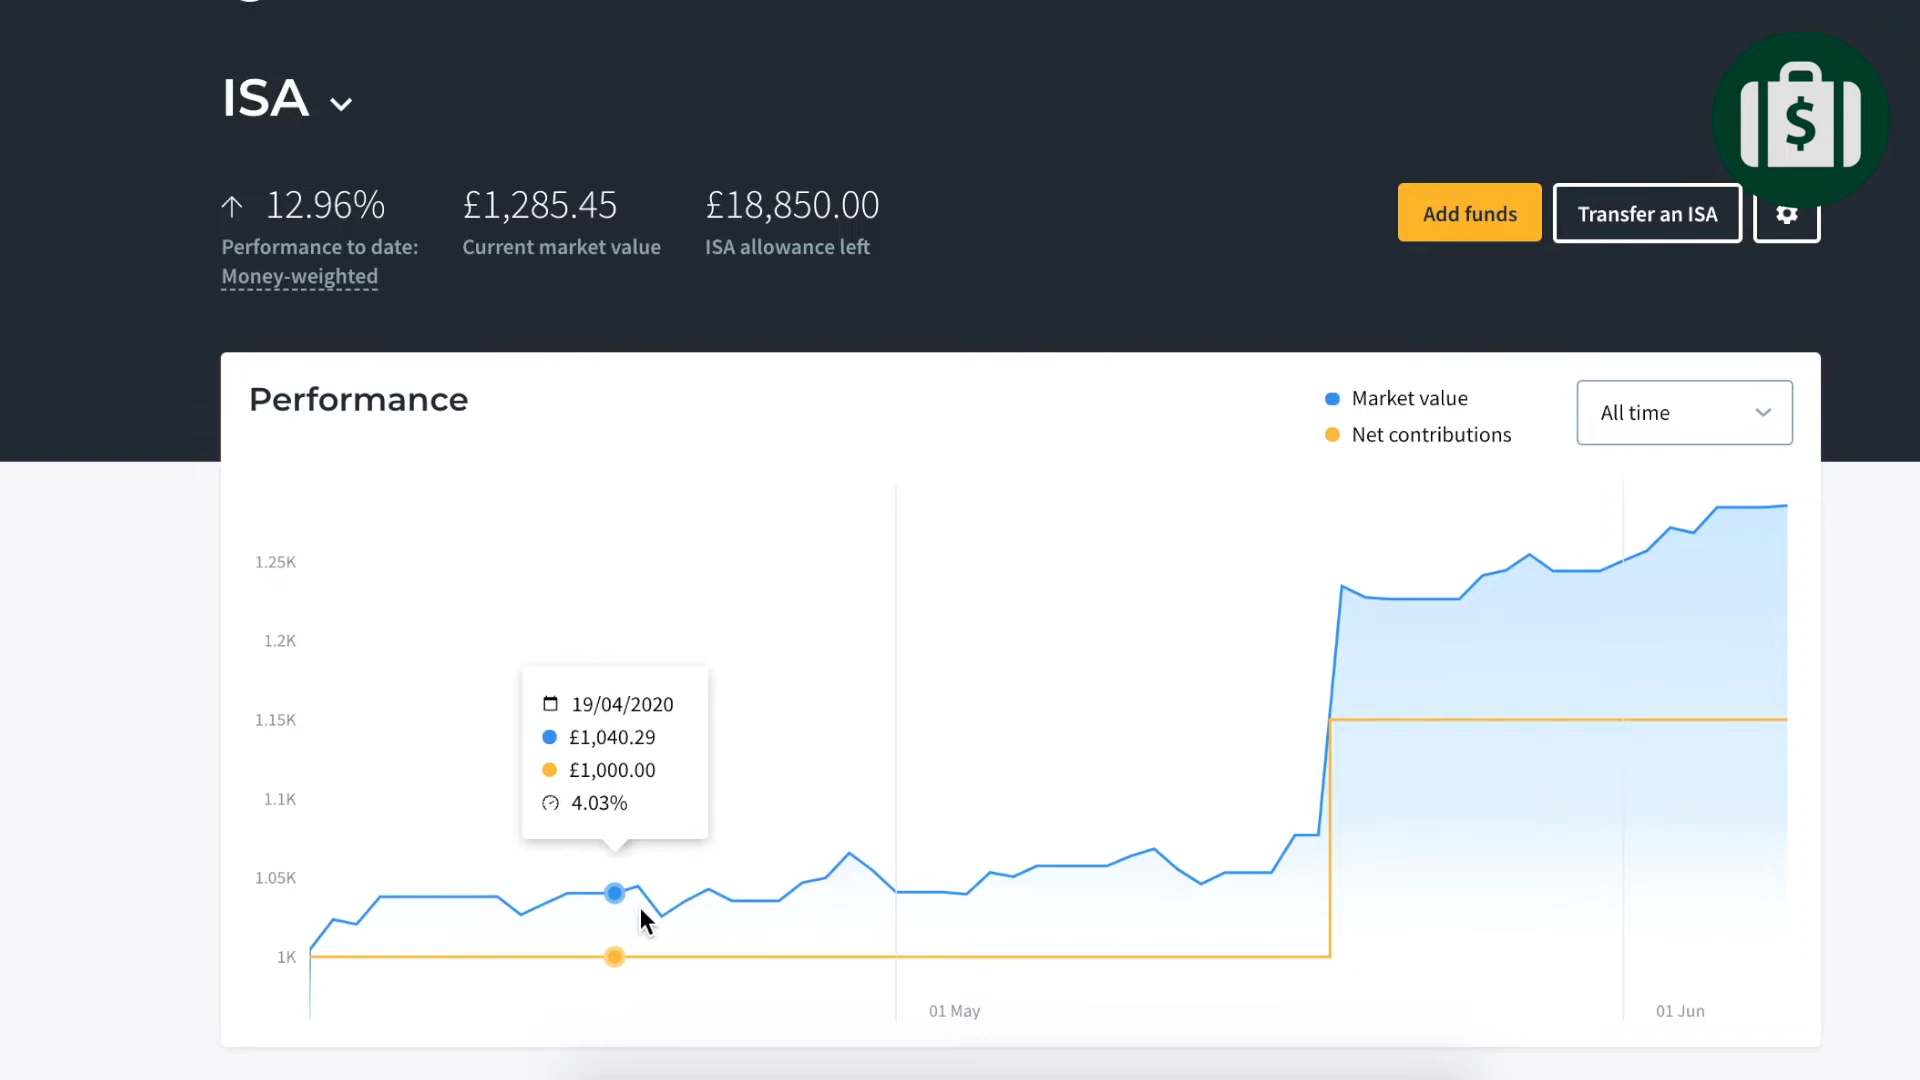 ISA
12.96% £1,285.45 £18,850.00
Performance to date: Current market value ISA allowance left
Money-weighted
Add funds Transfer an ISA
$
Performance
Market value
Net contributions
All time
1.25K
1.2K
1.15K
1.1K
1.05K
1K
19/04/2020
£1,040.29
£1,000.00
4.03%
01 May 01 Jun